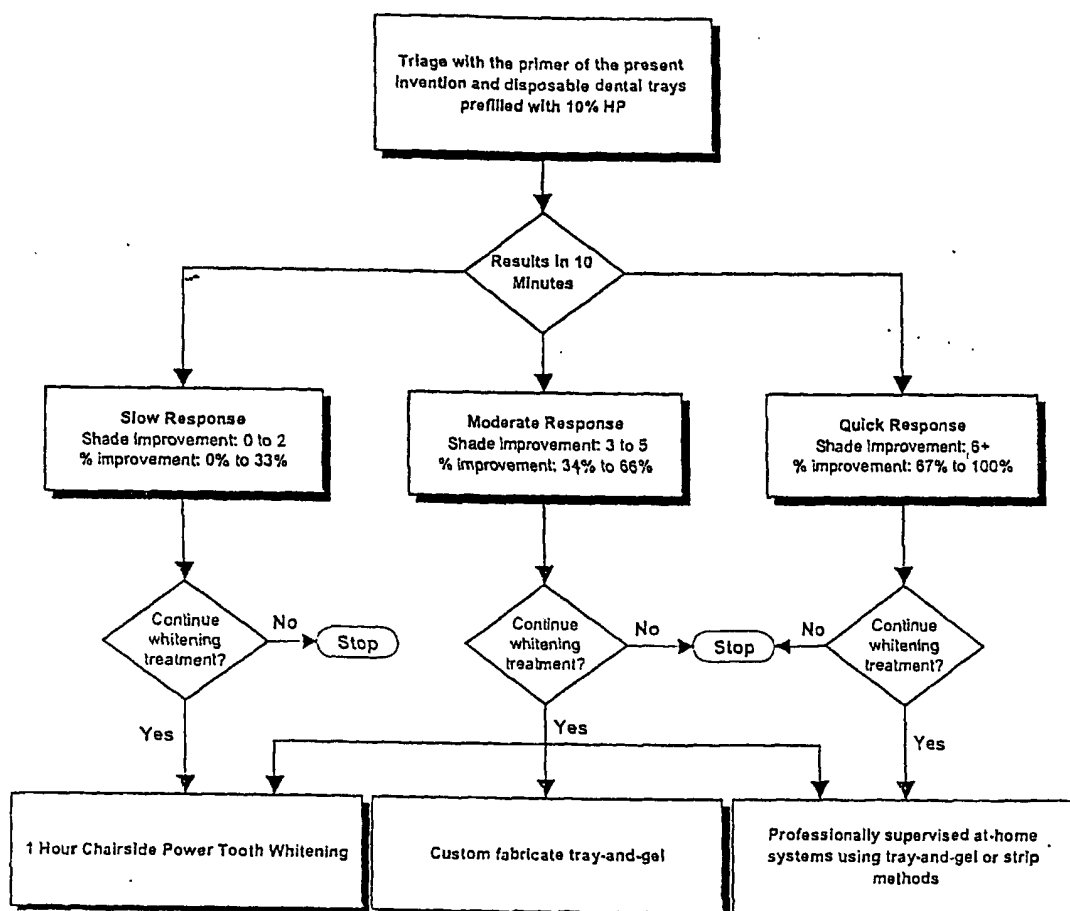 Triage with the primer of the present
invention and disposable dental trays
prefilled with 10% HP
Results in 10
Minutes
Slow Response
Shade Improvement: 0 to 2
% improvement: 0% to 33%
Moderate Response
Shade Improvement: 3 to 5
% improvement: 34% to 66%
Quick Response
Shade Improvement: 6+
% improvement: 67% to 100%
Continue
whitening
treatment?
No
Stop
Continue
whitening
treatment?
No
Stop
No
Continue
whitening
treatment?
Yes
Yes
Yes
1 Hour Chairside Power Tooth Whitening
Custom fabricate tray-and-gel
Professionally supervised at-home
systems using tray-and-gel or strip
methods